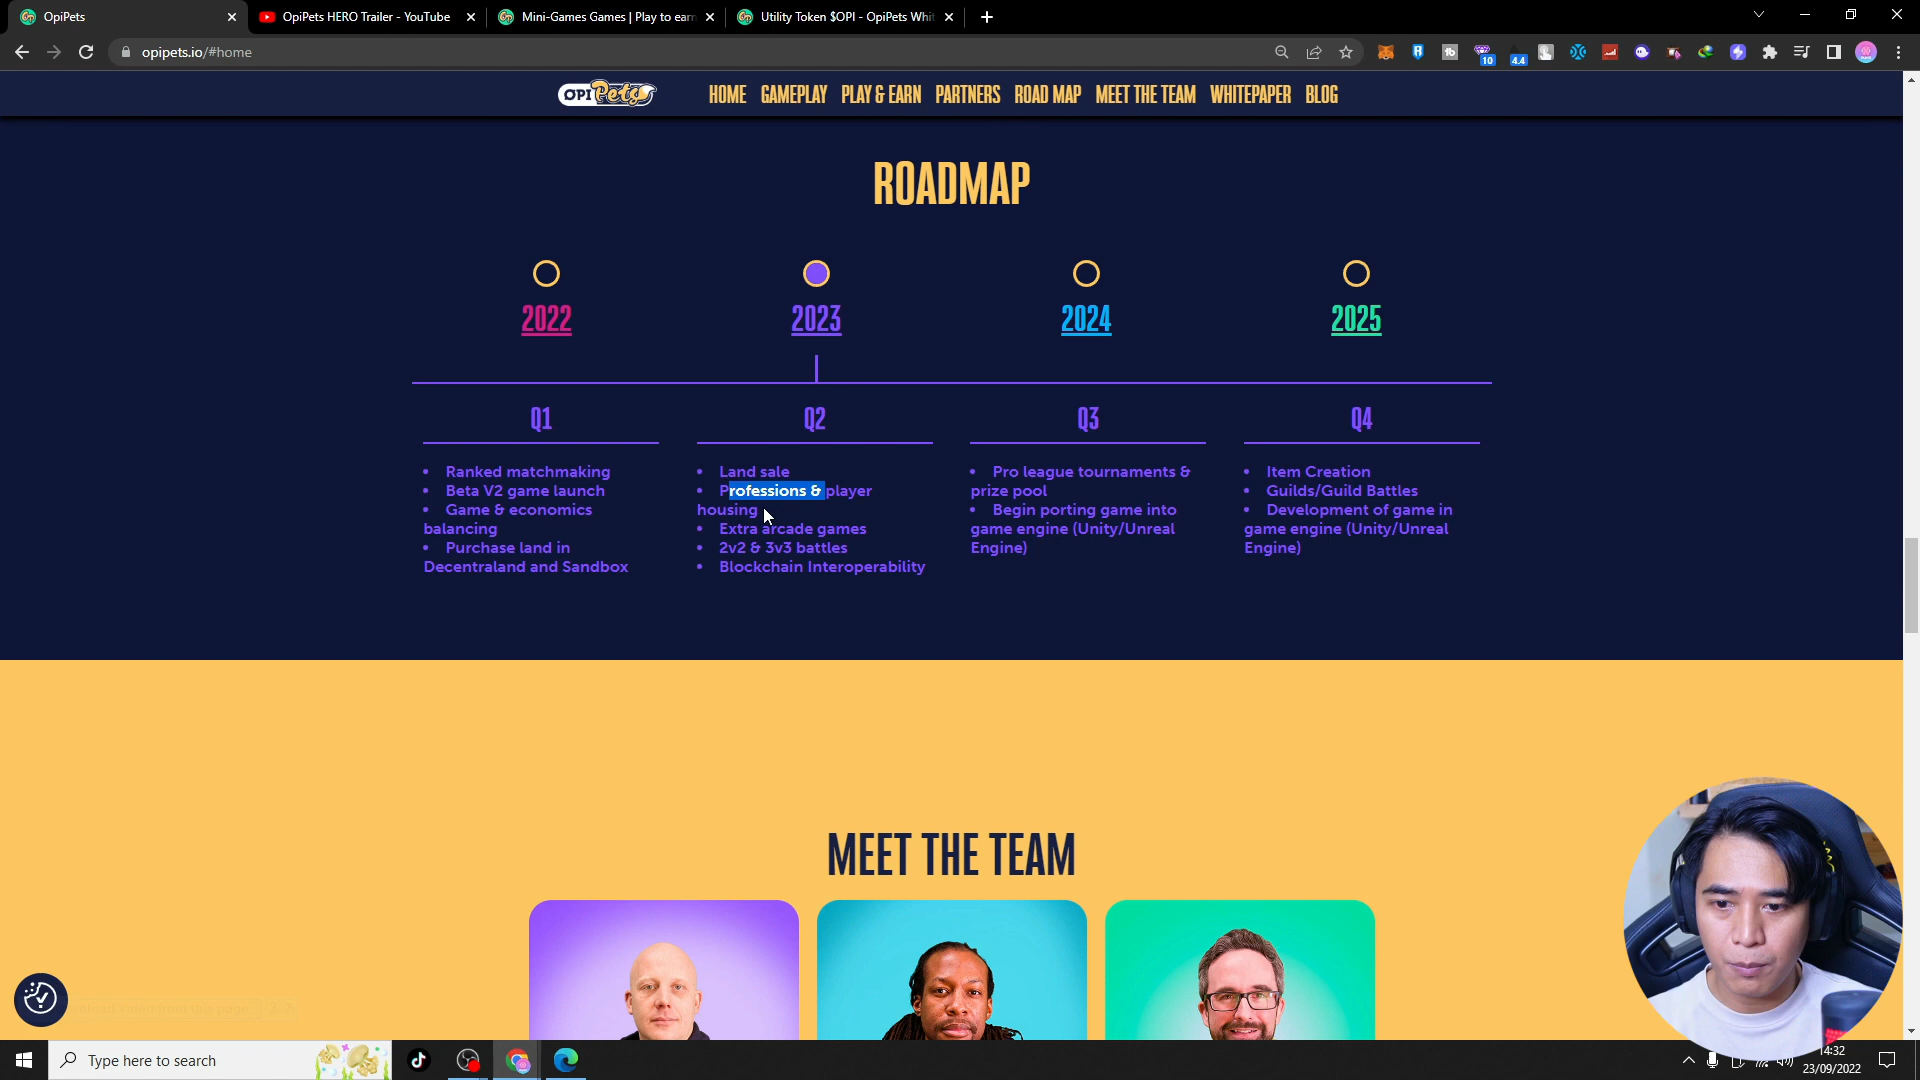 OpiPets
OpiPets HERO Trailer - YouTube
Mini-Games Games | Play to earn
Utility Token $OPI - OpiPets Whit
opipets.io/#home
10
4.4
OPI Pets
HOME GAMEPLAY PLAY & EARN PARTNERS ROAD MAP MEET THE TEAM WHITEPAPER BLOG
ROADMAP
2022
2023
2024
2025
Q1
• Ranked matchmaking
• Beta V2 game launch
• Game & economics
balancing
• Purchase land in
Decentraland and Sandbox
Q2
• Land sale
• Professions & player
housing
• Extra arcade games
• 2v2 & 3v3 battles
• Blockchain Interoperability
Q3
• Pro league tournaments &
prize pool
• Begin porting game into
game engine (Unity/Unreal
Engine)
Q4
• Item Creation
• Guilds/Guild Battles
• Development of game in
game engine (Unity/Unreal
Engine)
MEET THE TEAM
Type here to search
14:32
23/09/2022